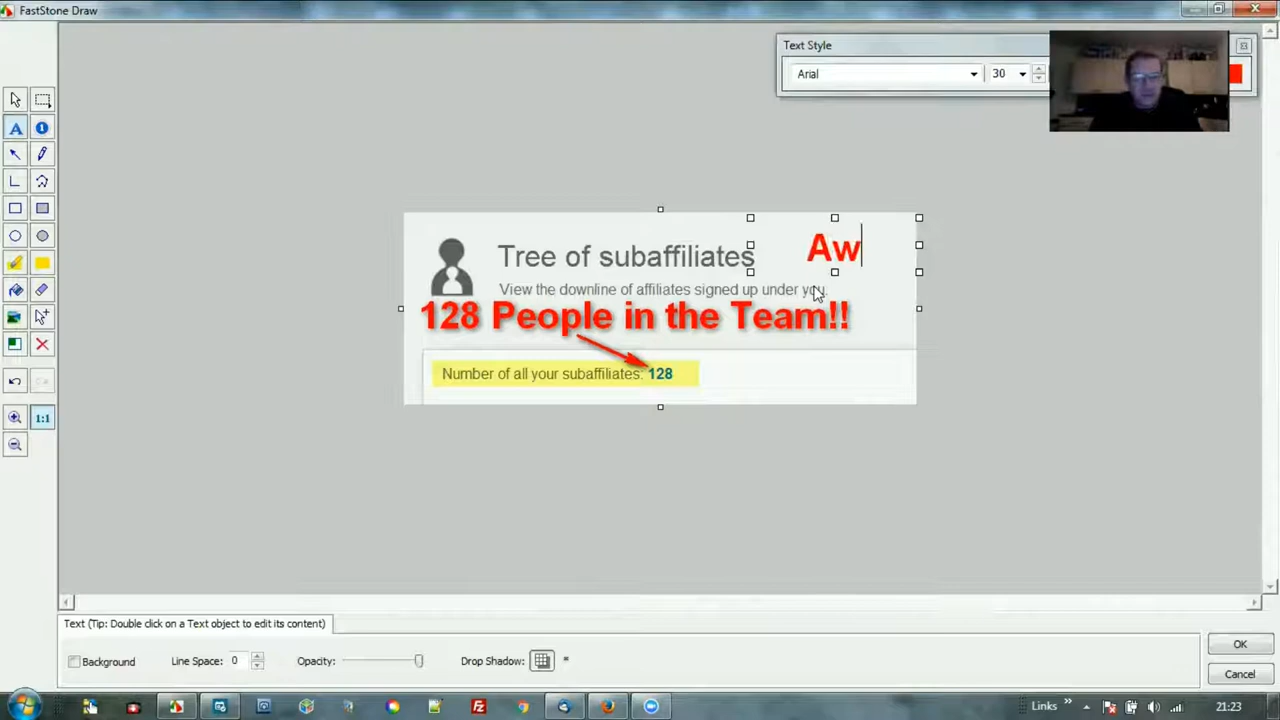 FastStone Draw
Text Style
Arial
30
Aw
Tree of subaffiliates
View the downline of affiliates signed up under you.
128 People in the Team!!
Number of all your subaffiliates: 128
1:1
Text (Tip: Double click on a Text object to edit its content)
OK
Background
Line Space: 0
Opacity:
Drop Shadow:
Cancel
Links
21:23